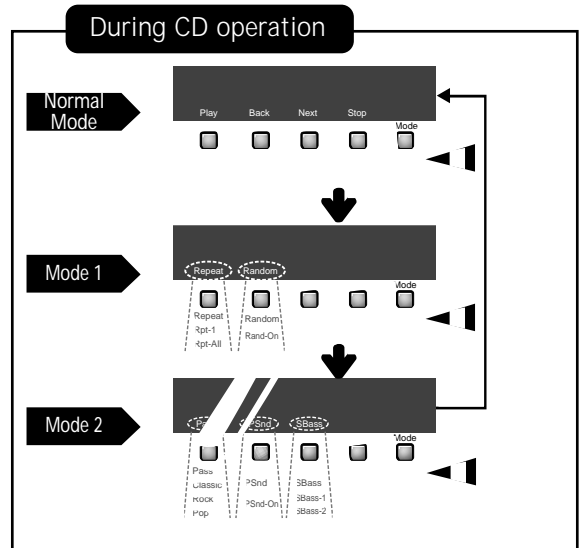 During CD operation
Normal
Mode
Play Back Next Stop
Mode
Mode 1
Repeat Random
Mode
Repeat
Rpt-1
Rpt-All
Random
Rand-On
Mode 2
PSnd SBass
Mode
Pass
Classic
Rock
Pop
PSnd
PSnd-On
SBass
SBass-1
SBass-2